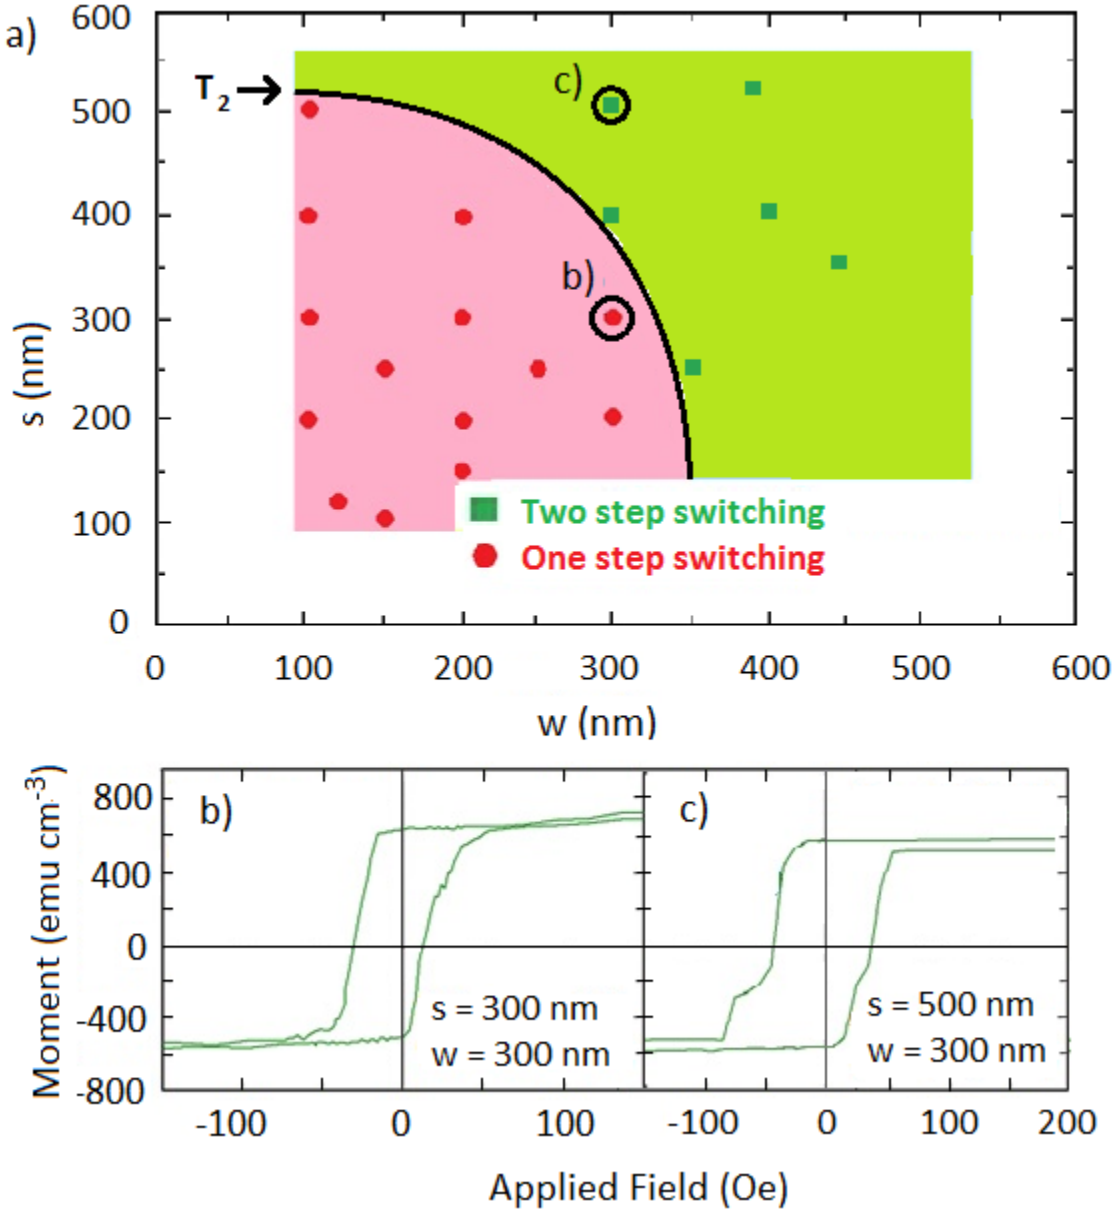 a)
600
500
400
300
200
100
0
s (nm)
T2
c)
b)
Two step switching
One step switching
0 100 200 300 400 500 600
w (nm)
b)
c)
800
400
0
-400
-800
Moment (emu cm-3)
s = 300 nm
w = 300 nm
s = 500 nm
w = 300 nm
-100 0 100 -100 0 100 200
Applied Field (Oe)